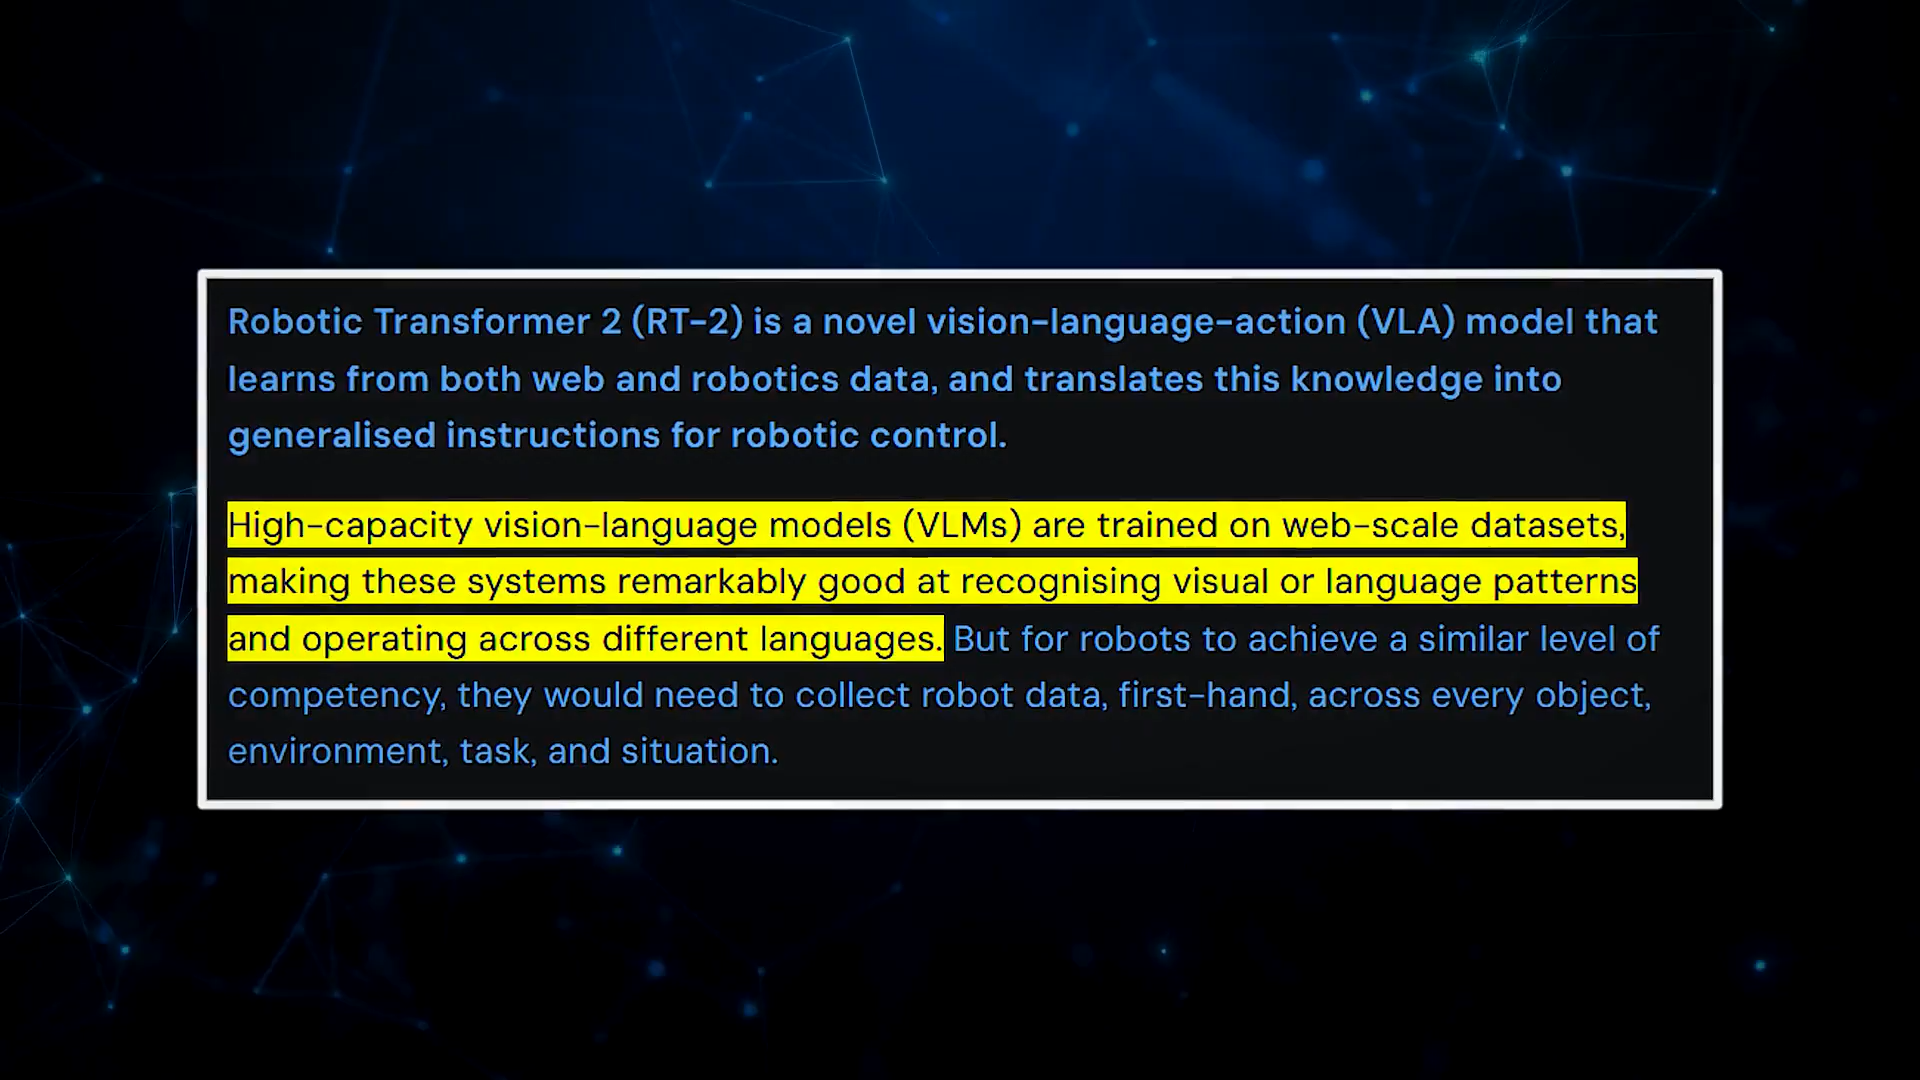 Robotic Transformer 2 (RT-2) is a novel vision-language-action (VLA) model that
learns from both web and robotics data, and translates this knowledge into
generalised instructions for robotic control.
High-capacity vision-language models (VLMs) are trained on web-scale datasets,
making these systems remarkably good at recognising visual or language patterns
and operating across different languages. But for robots to achieve a similar level of
competency, they would need to collect robot data, first-hand, across every object,
environment, task, and situation.